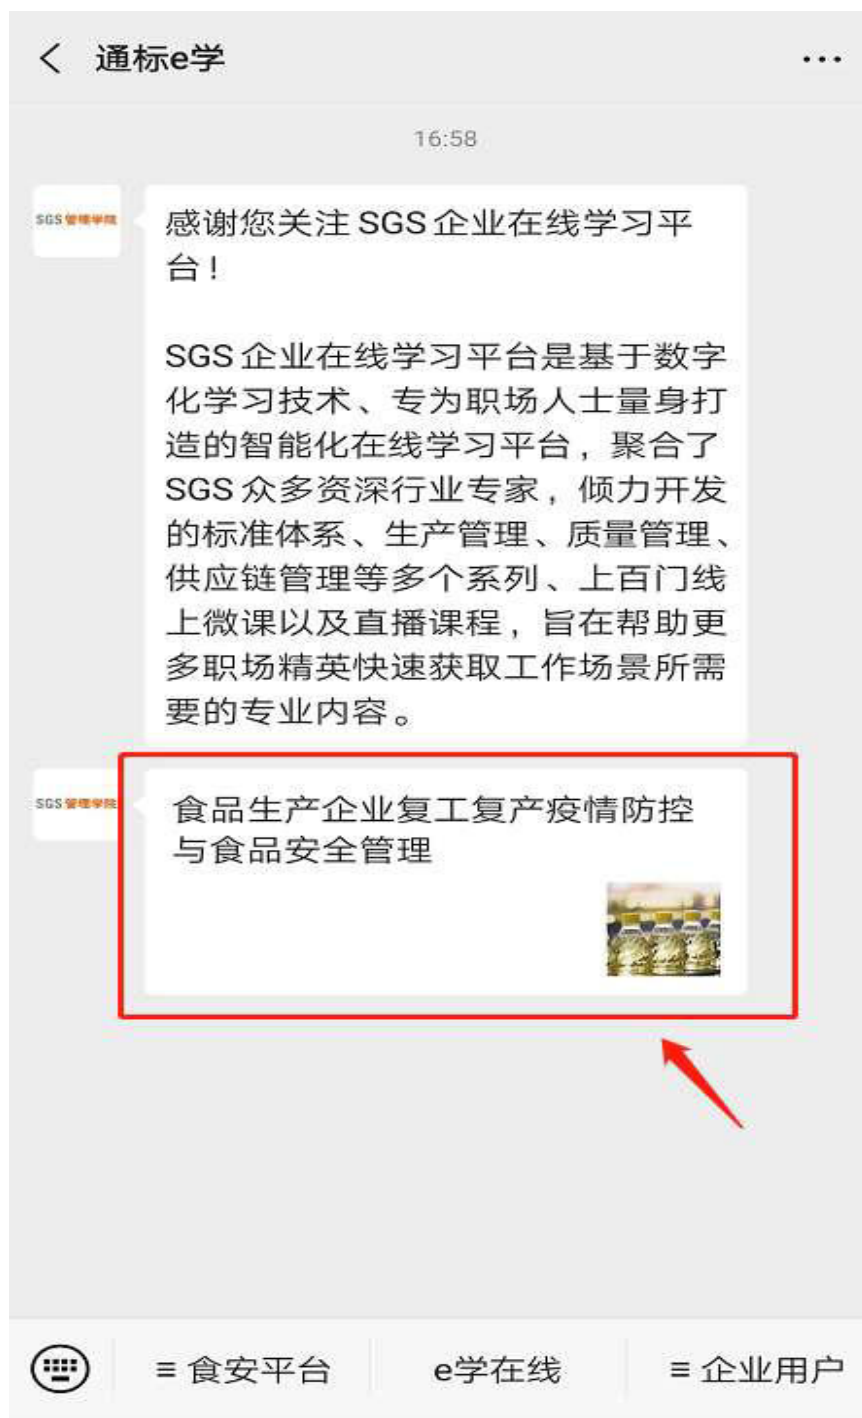 通标e学
16:58
SGS管理学院
感谢您关注SGS企业在线学习平
台!
SGS企业在线学习平台是基于数字
化学习技术、专为职场人士量身打
造的智能化在线学习平台,聚合了
SGS众多资深行业专家,倾力开发
的标准体系、生产管理、质量管理、
供应链管理等多个系列、上百门线
上微课以及直播课程,旨在帮助更
多职场精英快速获取工作场景所需
要的专业内容。
SGS管理学院
食品生产企业复工复产疫情防控
与食品安全管理
≡ 食安平台
e学在线
≡ 企业用户